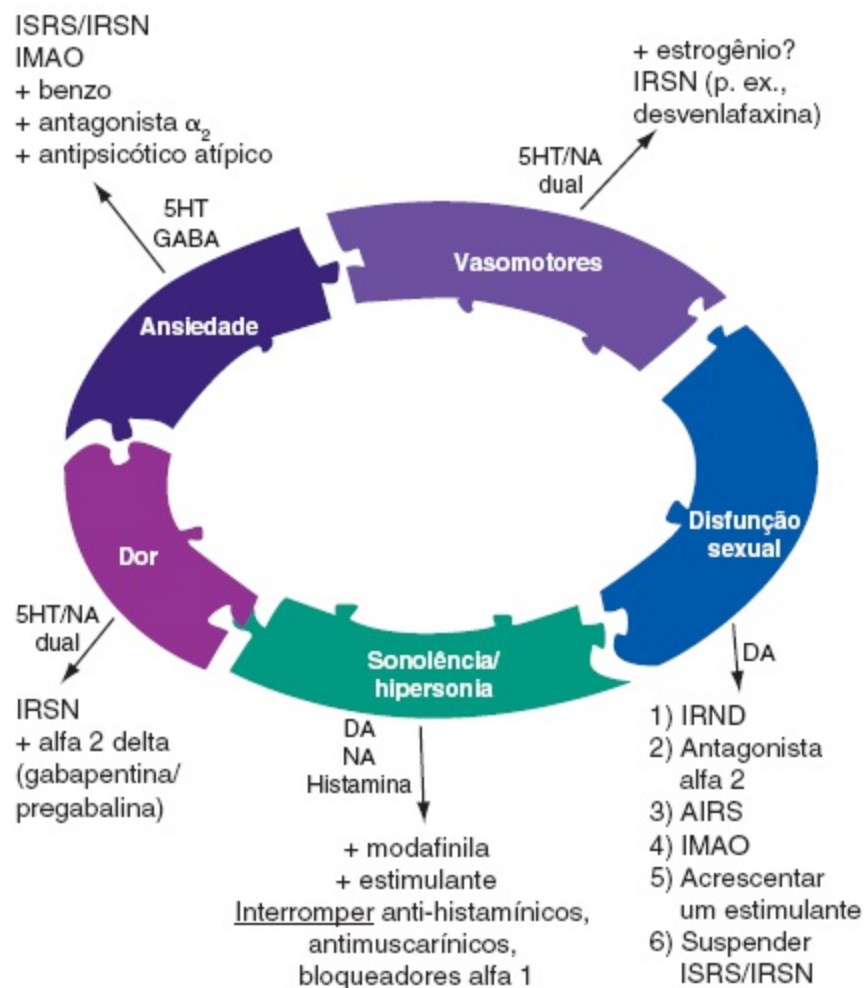 ISRS/IRSN
IMAO
+ benzo
+ antagonista α₂
+ antipsicótico atípico
5HT
GABA
Ansiedade
+ estrogênio?
IRSN (p. ex.,
desvenlafaxina)
5HT/NA
dual
Vasomotores
Disfunção
sexual
DA
1) IRND
2) Antagonista
alfa 2
3) AIRS
4) IMAO
5) Acrescentar
um estimulante
6) Suspender
ISRS/IRSN
Sonolência/
hipersonia
DA
NA
Histamina
+ modafinila
+ estimulante
Interromper anti-histamínicos,
antimuscarínicos,
bloqueadores alfa 1
Dor
5HT/NA
dual
IRSN
+ alfa 2 delta
(gabapentina/
pregabalina)